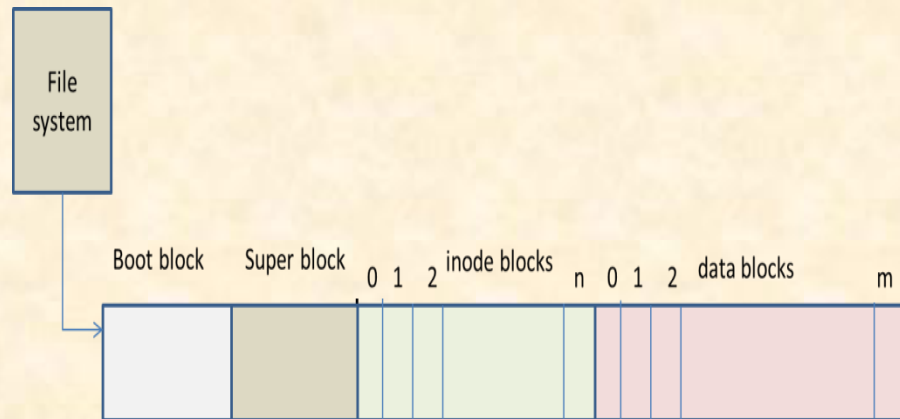 File
system
Boot block Super block 0 1 2 inode blocks n 0 1 2 data blocks m